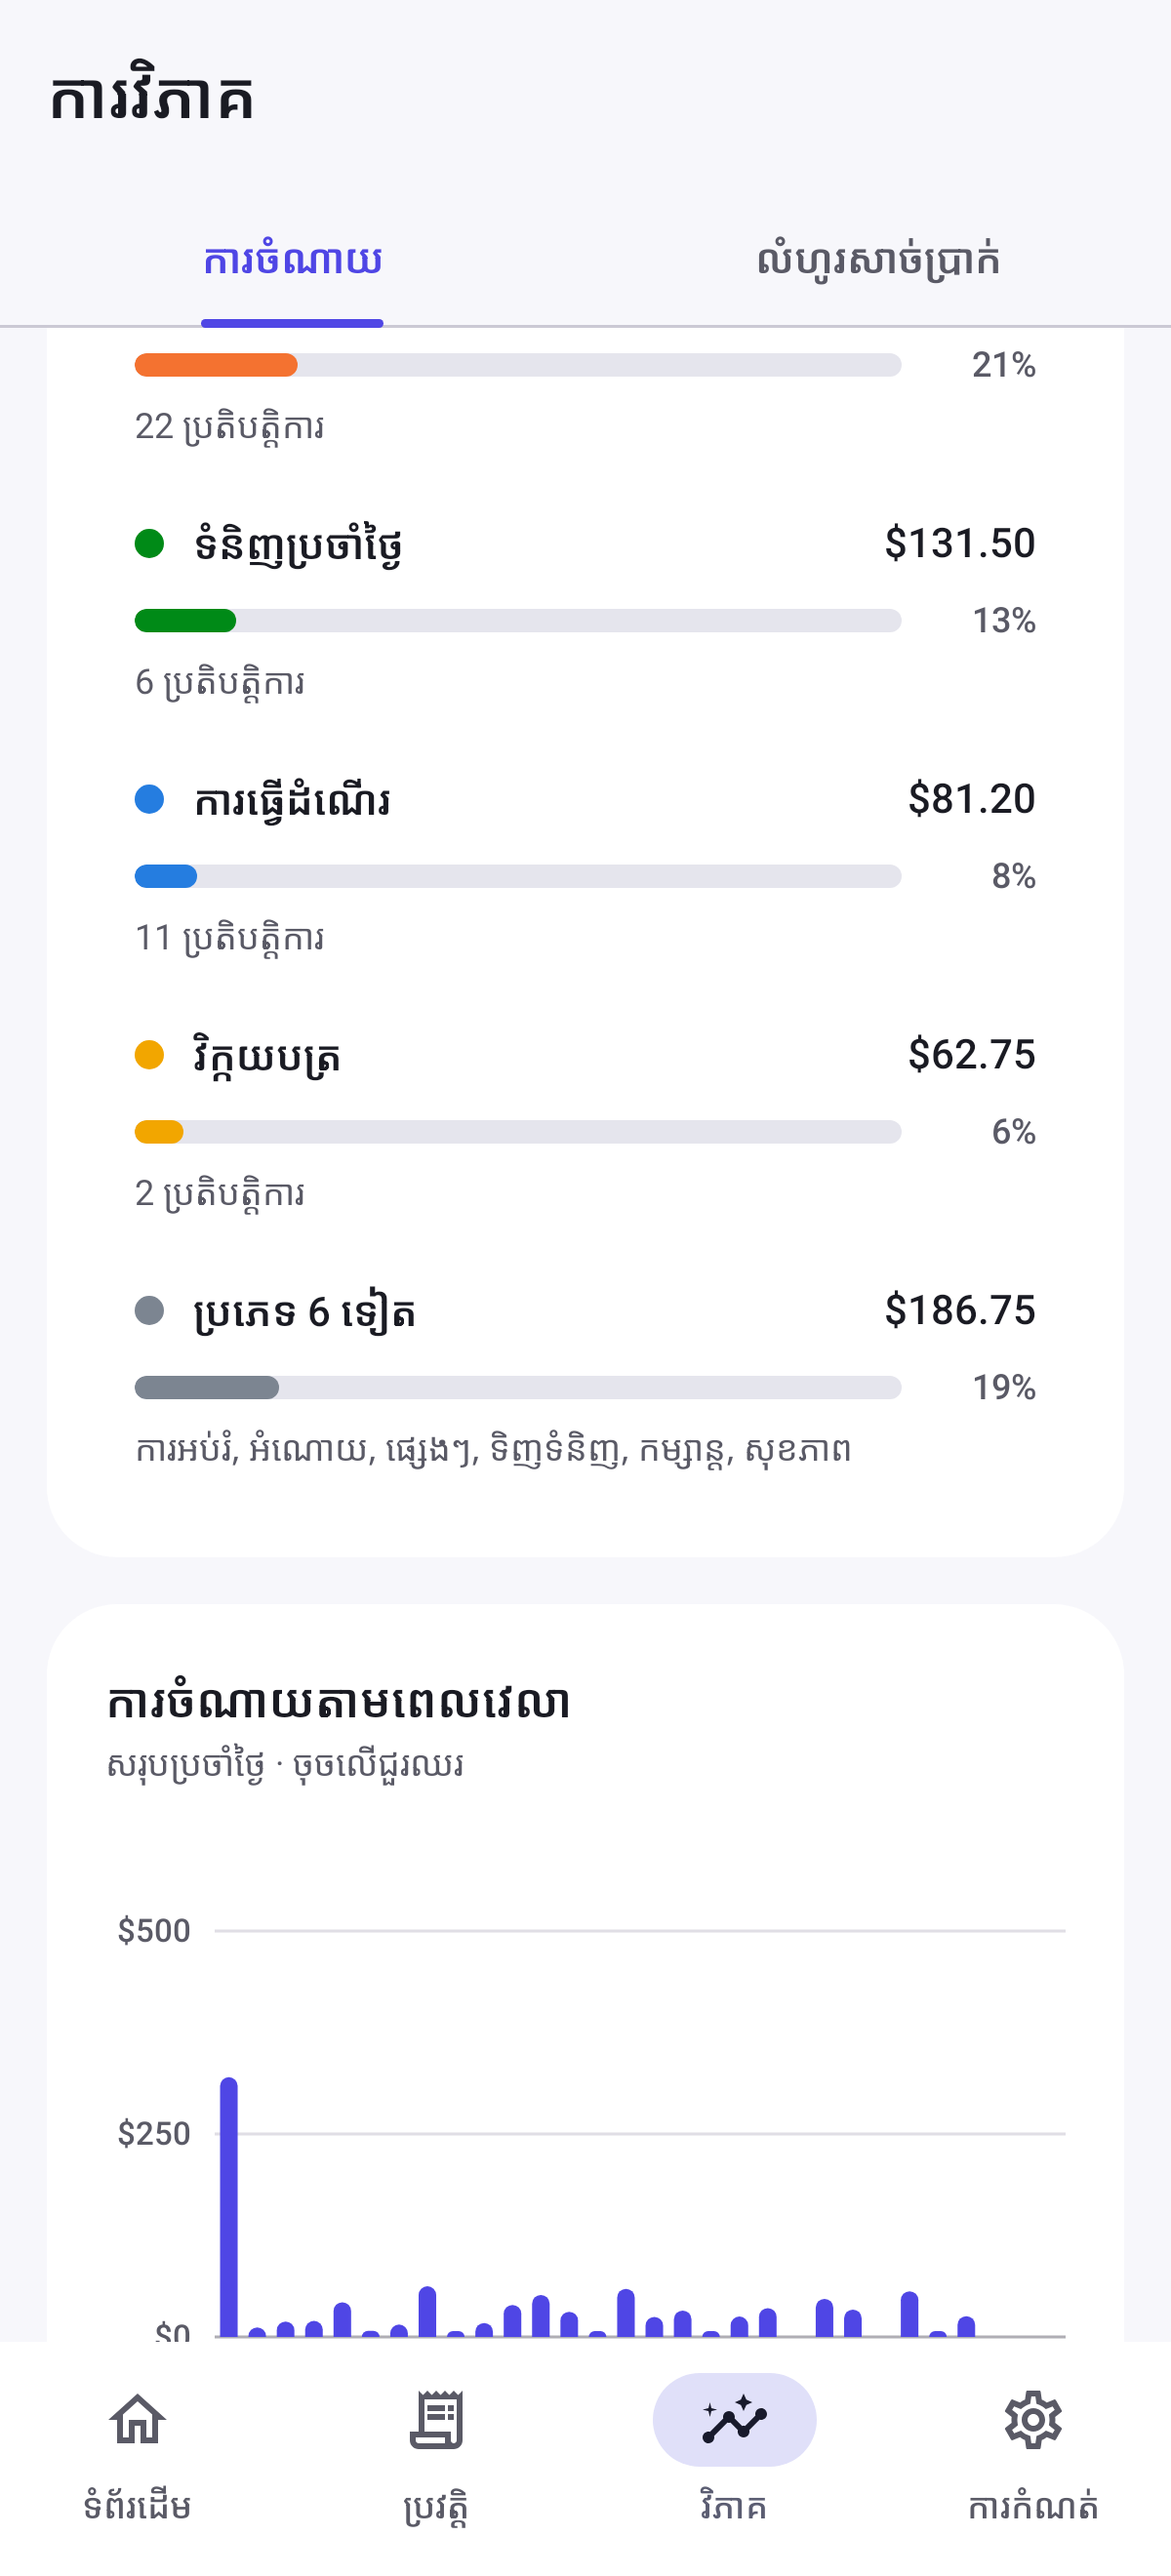 ការវិភាគ
ការចំណាយ លំហូរសាច់ប្រាក់
21%
22 ប្រតិបត្តិការ
ទំនិញប្រចាំថ្ងៃ $131.50
13%
6 ប្រតិបត្តិការ
ការធ្វើដំណើរ $81.20
8%
11 ប្រតិបត្តិការ
វិក្កយបត្រ $62.75
6%
2 ប្រតិបត្តិការ
ប្រភេទ 6 ទៀត $186.75
19%
ការអប់រំ, អំណោយ, ផ្សេងៗ, ទិញទំនិញ, កម្សាន្ត, សុខភាព
ការចំណាយតាមពេលវេលា
សរុបប្រចាំថ្ងៃ · ចុចលើជួរឈរ
$500
$250
$0
ទំព័រដើម ប្រវត្តិ វិភាគ ការកំណត់